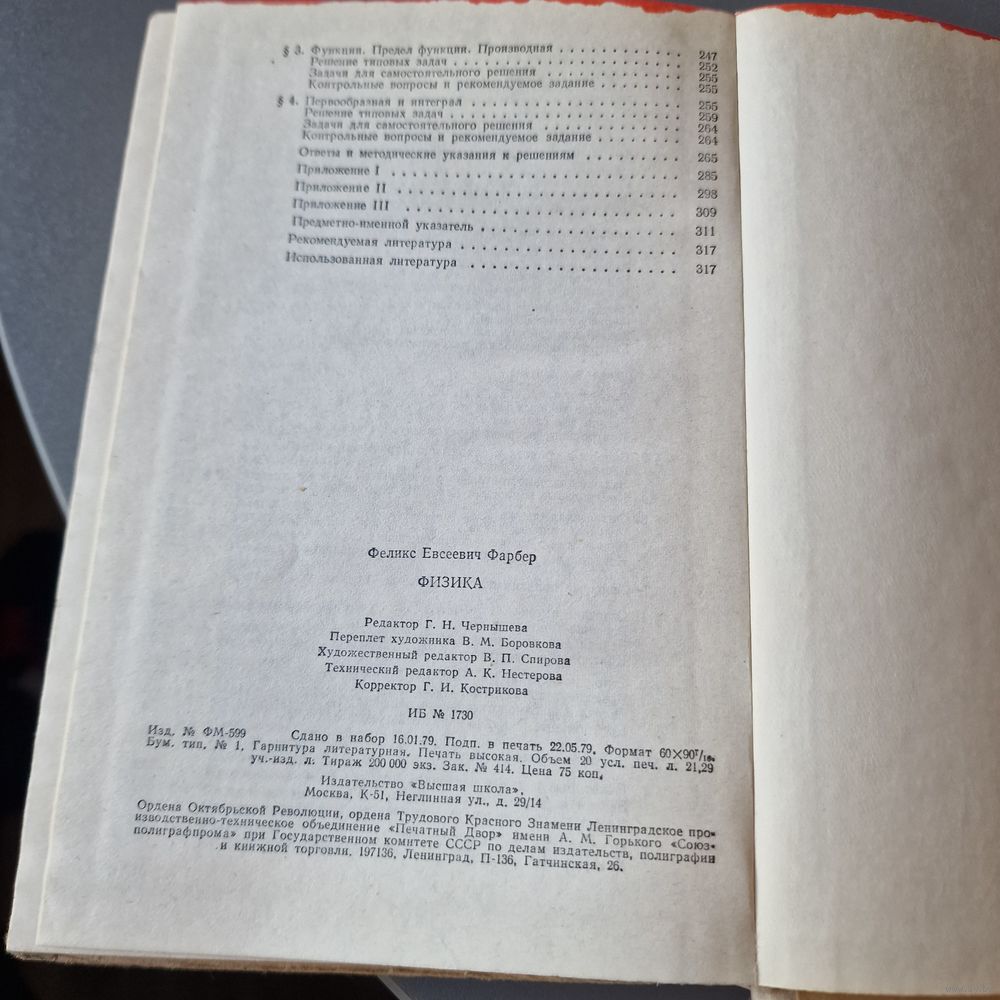 § 3. Функции. Предел функции. Производная . . . . . . . . . . . 247
Решение типовых задач . . . . . . . . . . . . . . . . . . . . 252
Задачи для самостоятельного решения . . . . . . . . . . . . 255
Контрольные вопросы и рекомендуемое задание . . . . . . . 255
§ 4. Первообразная и интеграл . . . . . . . . . . . . . . . . . . 255
Решение типовых задач . . . . . . . . . . . . . . . . . . . . 259
Задачи для самостоятельного решения . . . . . . . . . . . . 264
Контрольные вопросы и рекомендуемое задание . . . . . . . 264
Ответы и методические указания к решениям . . . . . . . . 265
Приложение I . . . . . . . . . . . . . . . . . . . . . . . . . 285
Приложение II . . . . . . . . . . . . . . . . . . . . . . . . 298
Приложение III . . . . . . . . . . . . . . . . . . . . . . . . 309
Предметно-именной указатель . . . . . . . . . . . . . . . . . 311
Рекомендуемая литература . . . . . . . . . . . . . . . . . . . 317
Использованная литература . . . . . . . . . . . . . . . . . . 317
Феликс Евсеевич Фарбер
ФИЗИКА
Редактор Г. Н. Чернышева
Переплет художника В. М. Боровкова
Художественный редактор В. П. Спирова
Технический редактор А. К. Нестерова
Корректор Г. И. Кострикова
ИБ № 1730
Изд. № ФМ-599 Сдано в набор 16.01.79. Подп. в печать 22.05.79. Формат 60×90¹/₁₆.
Бум. тип. № 1. Гарнитура литературная. Печать высокая. Объем 20 усл. печ. л. 21,29
уч.-изд. л. Тираж 200 000 экз. Зак. № 414. Цена 75 коп.
Издательство «Высшая школа»,
Москва, К-51, Неглинная ул., д. 29/14
Ордена Октябрьской Революции, ордена Трудового Красного Знамени Ленинградское про-
изводственно-техническое объединение «Печатный Двор» имени А. М. Горького «Союз-
полиграфпрома» при Государственном комитете СССР по делам издательств, полиграфии
и книжной торговли. 197136, Ленинград, П-136, Гатчинская, 26.